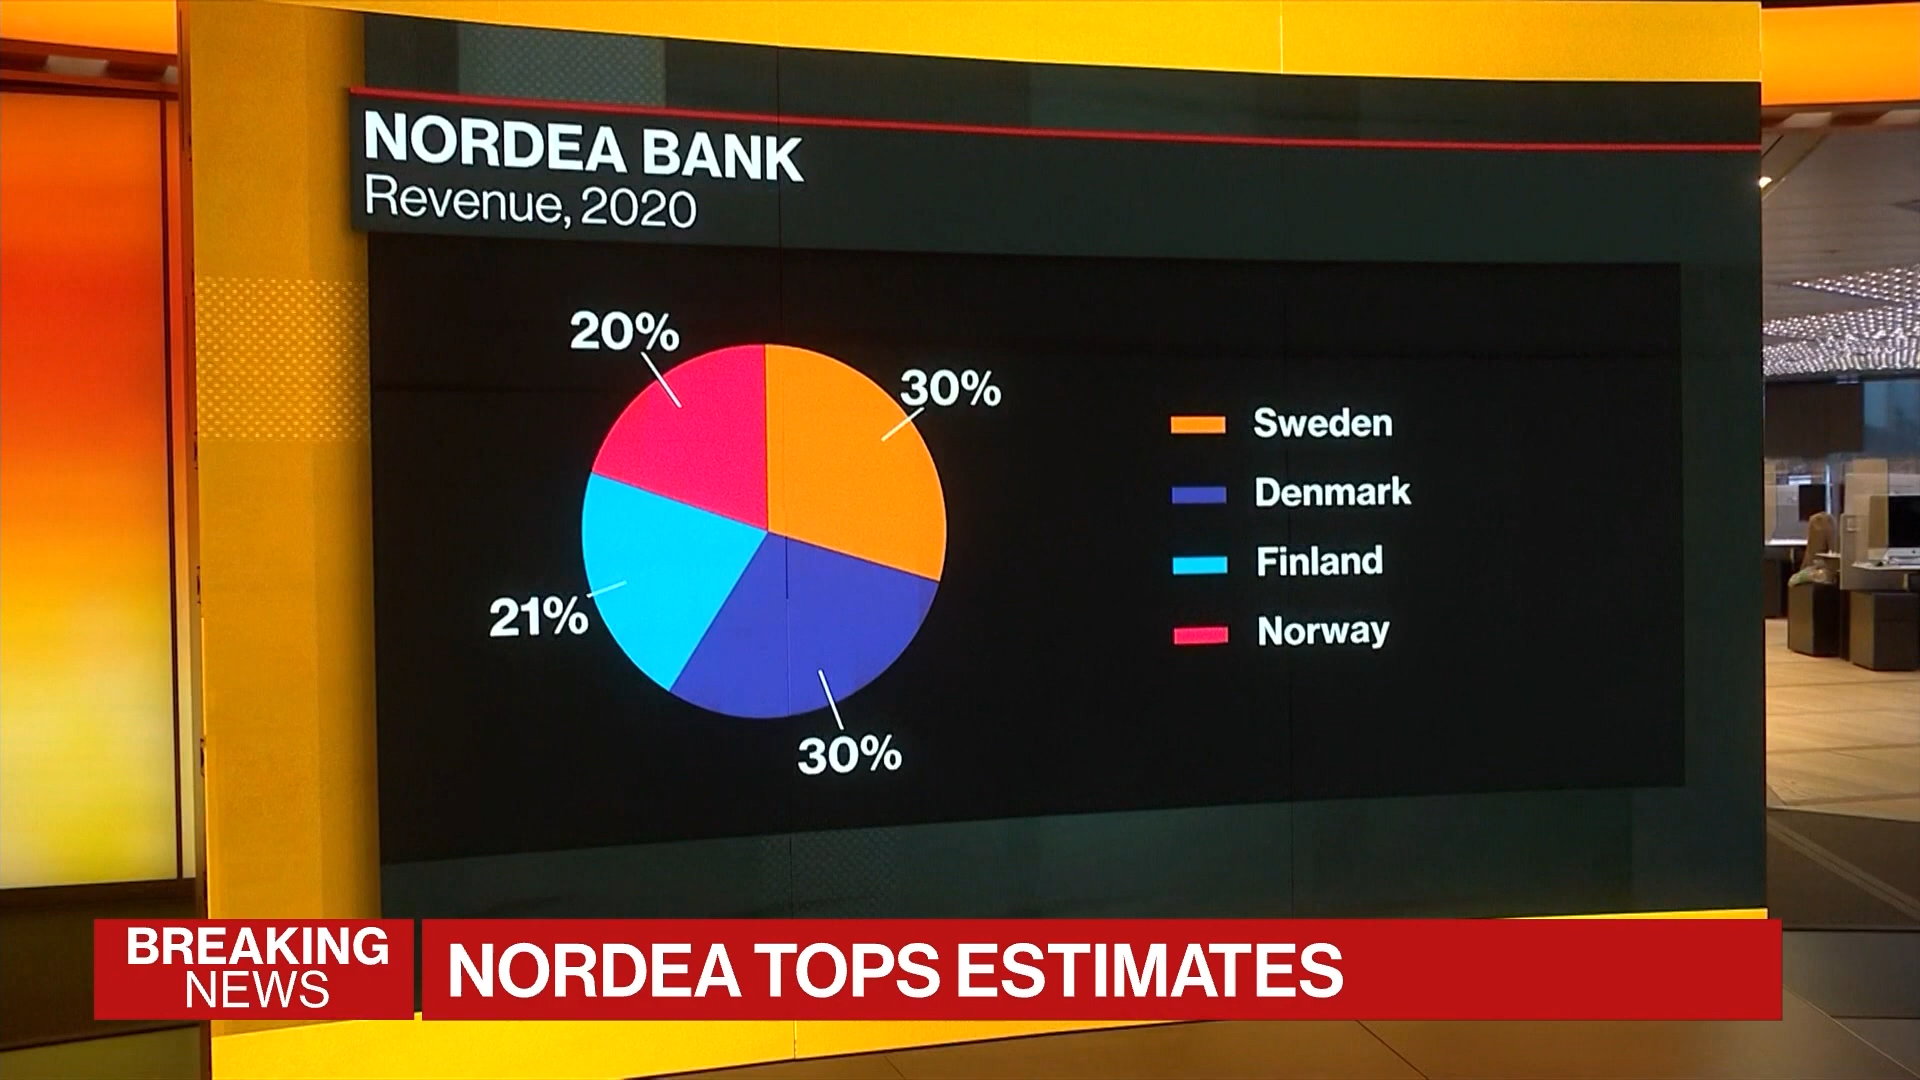 NORDEA BANK
Revenue, 2020
20%
30%
21%
30%
Sweden
Denmark
Finland
Norway
BREAKING
NEWS
NORDEA TOPS ESTIMATES